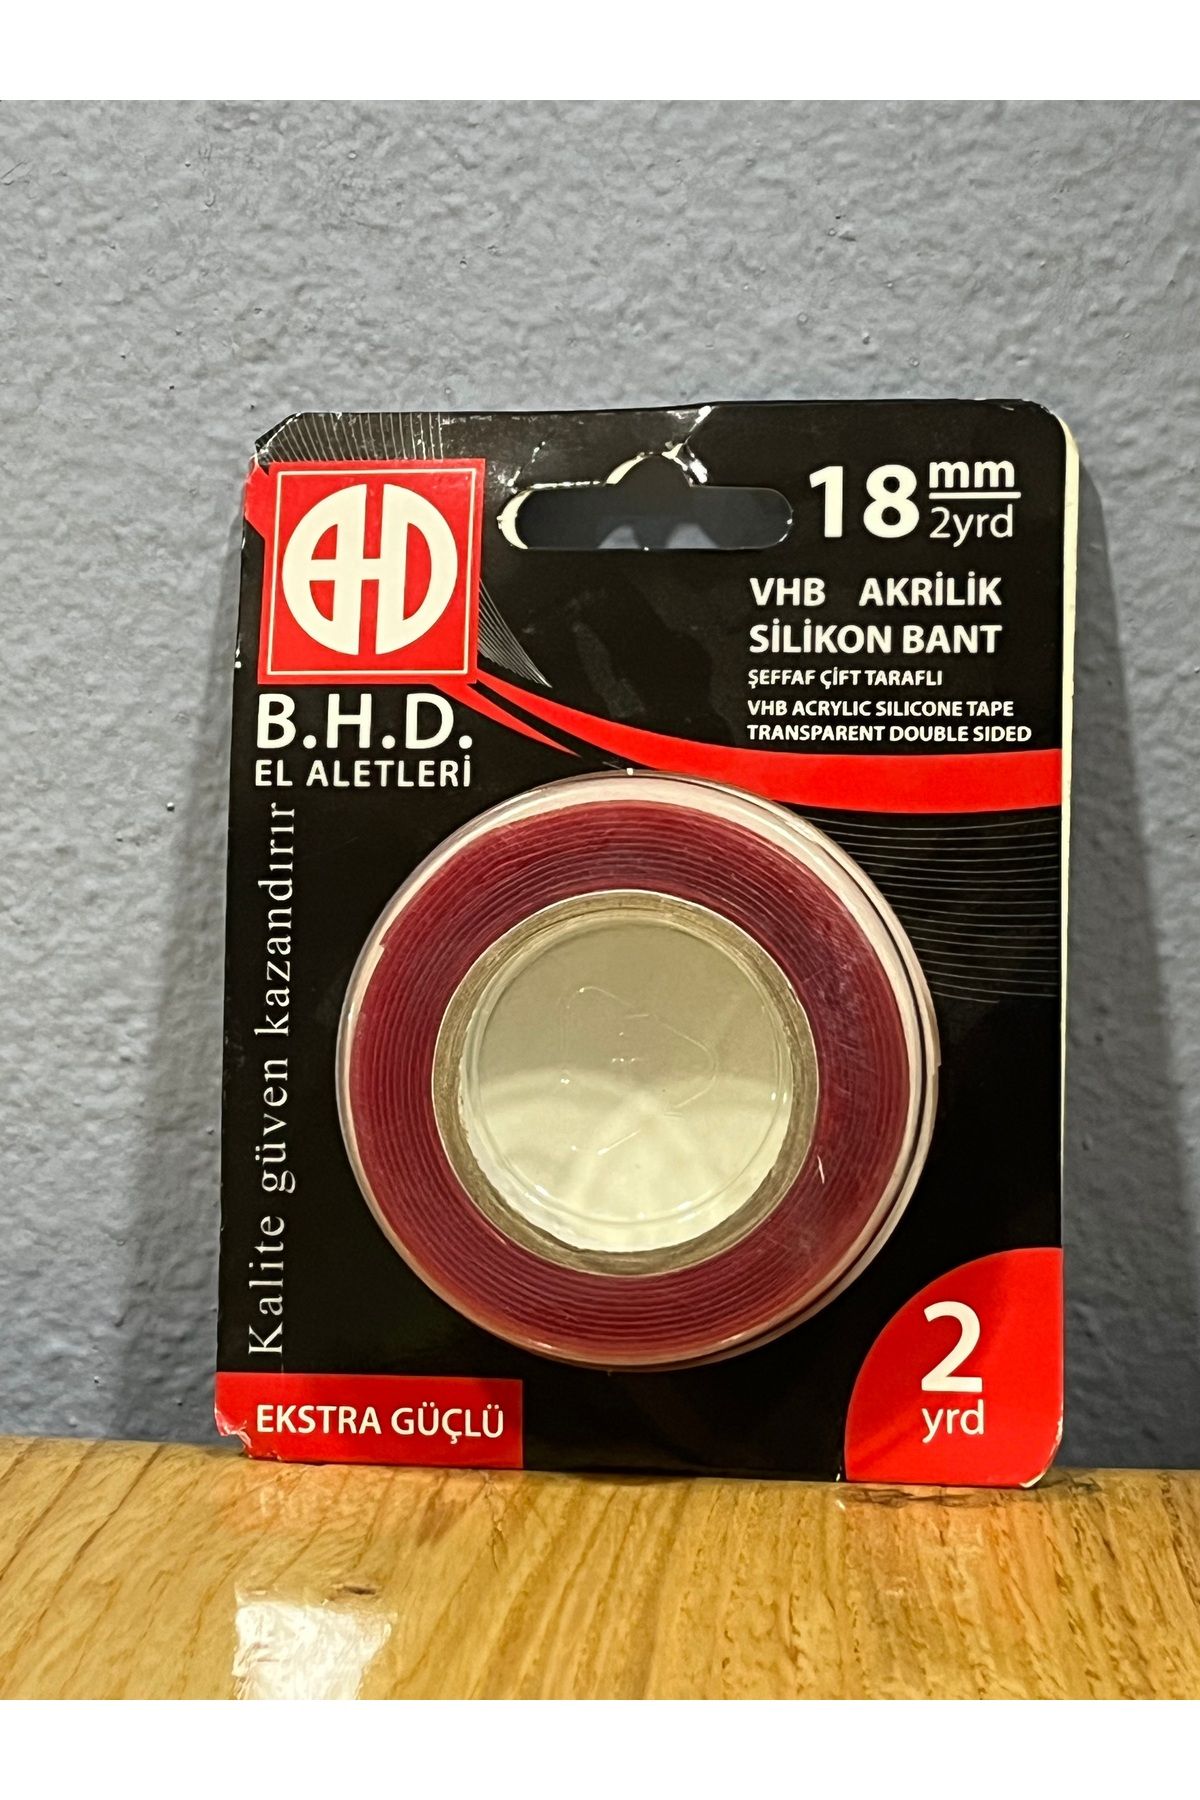 18 mm
2yrd
VHB AKRİLİK
SİLİKON BANT
ŞEFFAF ÇİFT TARAFLI
VHB ACRYLIC SILICONE TAPE
TRANSPARENT DOUBLE SIDED
BHD
B.H.D.
EL ALETLERİ
Kalite güven kazandırır
EKSTRA GÜÇLÜ
2
yrd